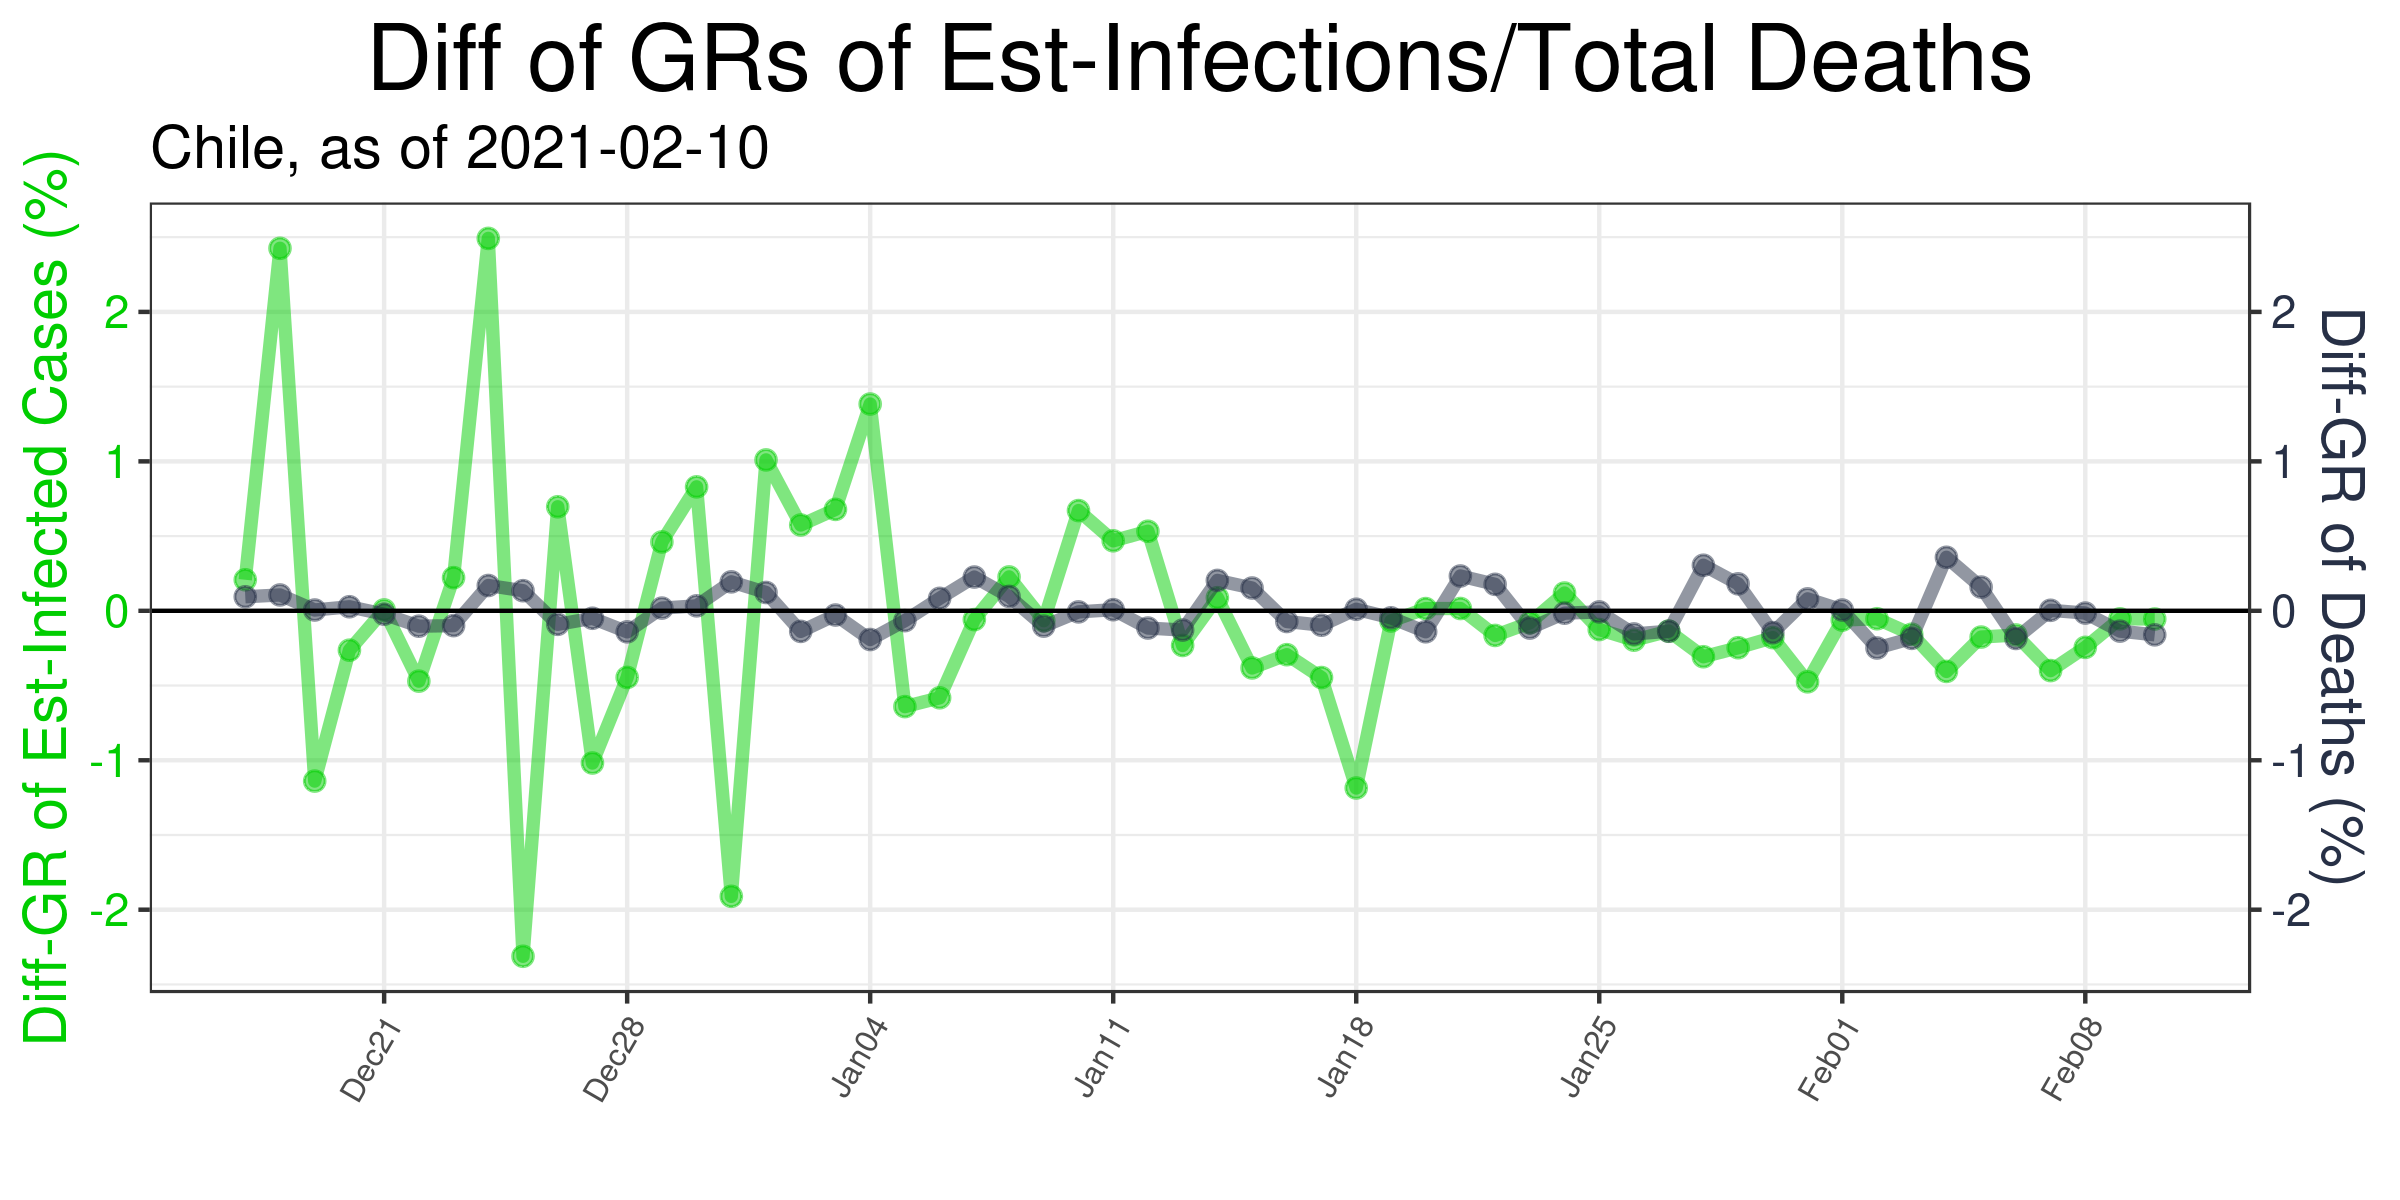 Diff of GRs of Est-Infections/Total Deaths
Chile, as of 2021-02-10
Diff-GR of Est-Infected Cases (%)
2
1
0
-1
-2
2
1
0
-1
-2
Diff-GR of Deaths (%)
Dec21
Dec28
Jan04
Jan11
Jan18
Jan25
Feb01
Feb08